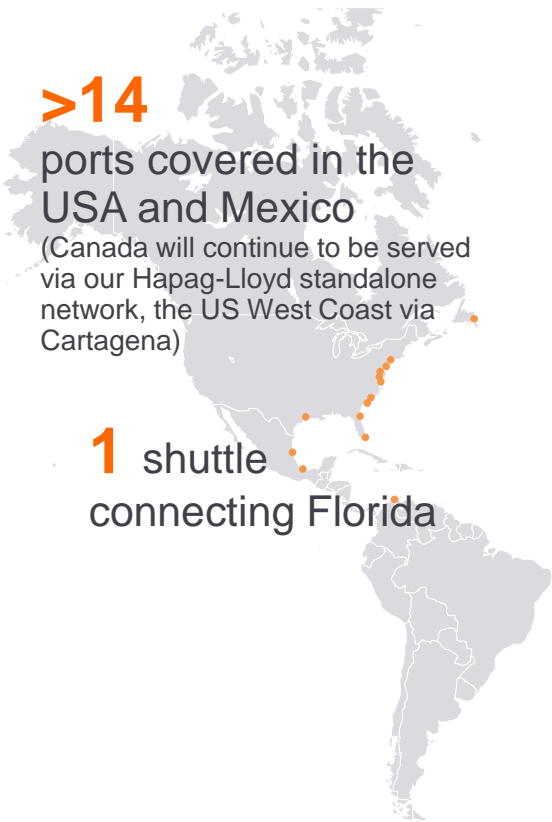 >14
ports covered in the
USA and Mexico
(Canada will continue to be served
via our Hapag-Lloyd standalone
network, the US West Coast via
Cartagena)
1 shuttle
connecting Florida